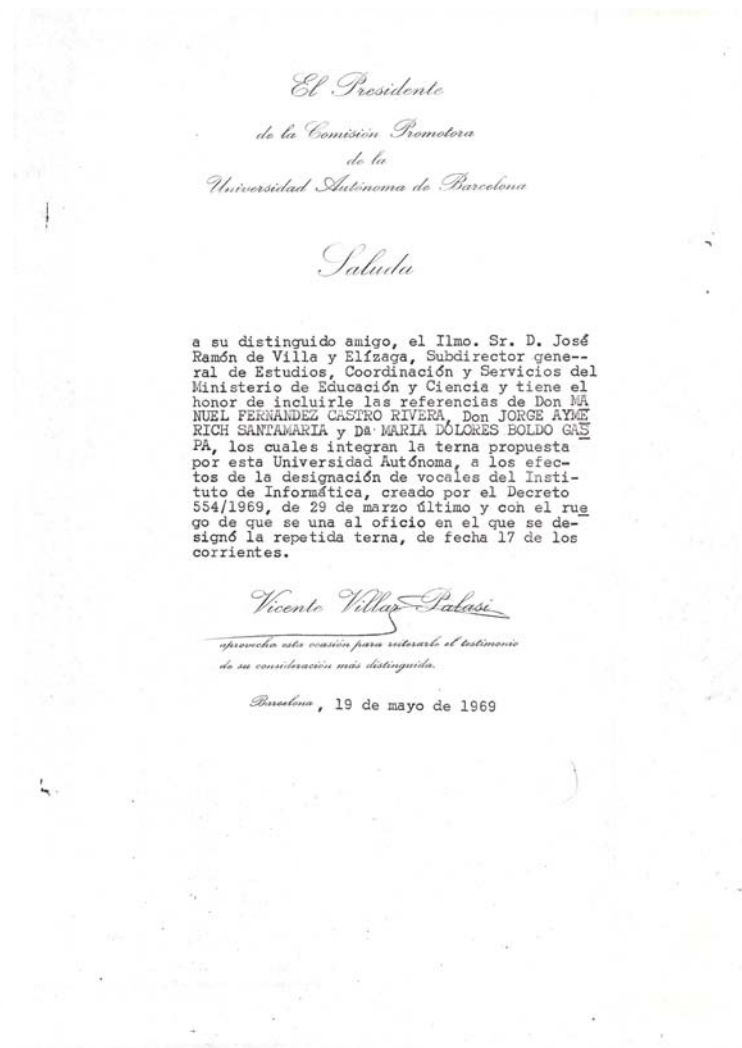 El Presidente
de la Comisión Promotora
de la
Universidad Autónoma de Barcelona
Saluda
a su distinguido amigo, el Ilmo. Sr. D. José
Ramón de Villa y Elízaga, Subdirector gene--
ral de Estudios, Coordinación y Servicios del
Ministerio de Educación y Ciencia y tiene el
honor de incluirle las referencias de Don MA
NUEL FERNANDEZ CASTRO RIVERA, Don JORGE AYME
RICH SANTAMARIA y Dª MARIA DOLORES BOLDO GAS
PA, los cuales integran la terna propuesta
por esta Universidad Autónoma, a los efec-
tos de la designación de vocales del Insti-
tuto de Informática, creado por el Decreto
554/1969, de 29 de marzo último y con el rue
go de que se una al oficio en el que se de-
signó la repetida terna, de fecha 17 de los
corrientes.
Vicente Villar Palasi
aprovecha esta ocasión para reiterarle el testimonio
de su consideración más distinguida.
Barcelona, 19 de mayo de 1969